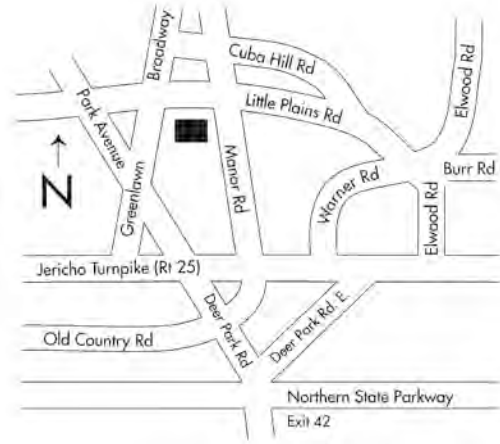 Broadway
Cuba Hill Rd
Elwood Rd
Park Avenue
Little Plains Rd
N
Greenlawn
Manor Rd
Warner Rd
Burr Rd
Elwood Rd
Jericho Turnpike (Rt 25)
Deer Park Rd
Deer Park Rd. E.
Old Country Rd
Northern State Parkway
Exit 42